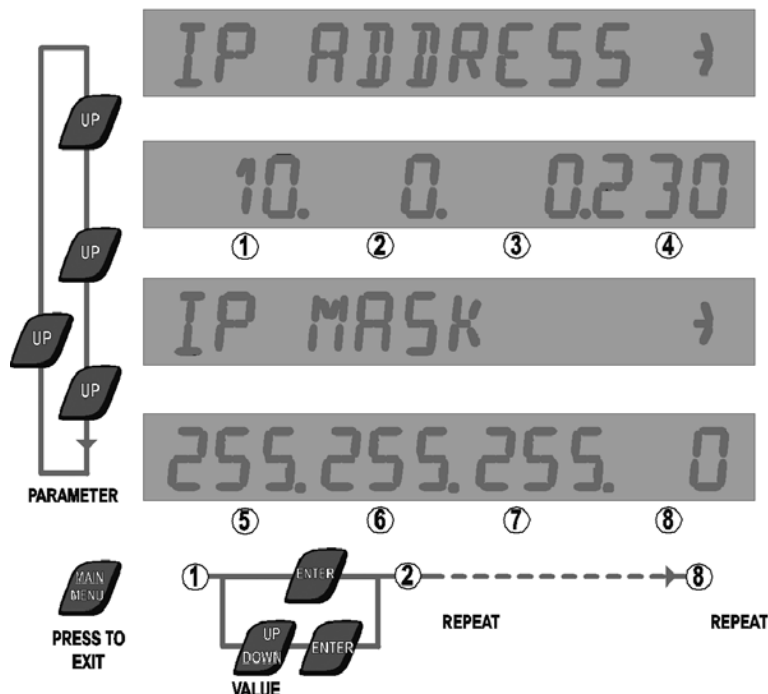 IP ADDRESS →
UP
10. 0. 0.230
① ② ③ ④
UP
IP MASK →
UP
UP
255.255.255. 0
PARAMETER
⑤ ⑥ ⑦ ⑧
MAIN MENU
① ENTER ② ⑧
PRESS TO EXIT
UP DOWN ENTER
REPEAT REPEAT
VALUE